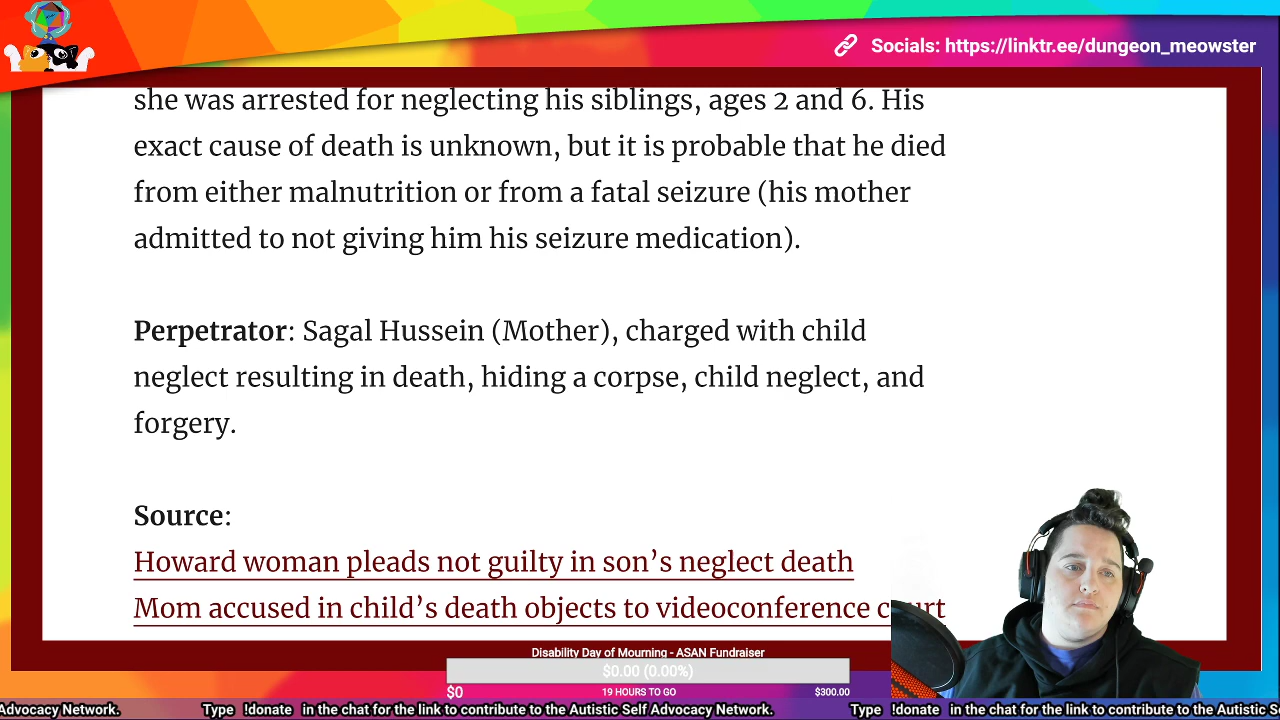 Socials: https://linktr.ee/dungeon_meowster
she was arrested for neglecting his siblings, ages 2 and 6. His
exact cause of death is unknown, but it is probable that he died
from either malnutrition or from a fatal seizure (his mother
admitted to not giving him his seizure medication).
Perpetrator: Sagal Hussein (Mother), charged with child
neglect resulting in death, hiding a corpse, child neglect, and
forgery.
Source:
Howard woman pleads not guilty in son's neglect death
Mom accused in child's death objects to videoconference court
Disability Day of Mourning - ASAN Fundraiser
$0.00 (0.00%)
$0 19 HOURS TO GO $300.00
Advocacy Network. Type !donate in the chat for the link to contribute to the Autistic Self Advocacy Network. Type !donate in the chat for the link to contribute to the Autistic S